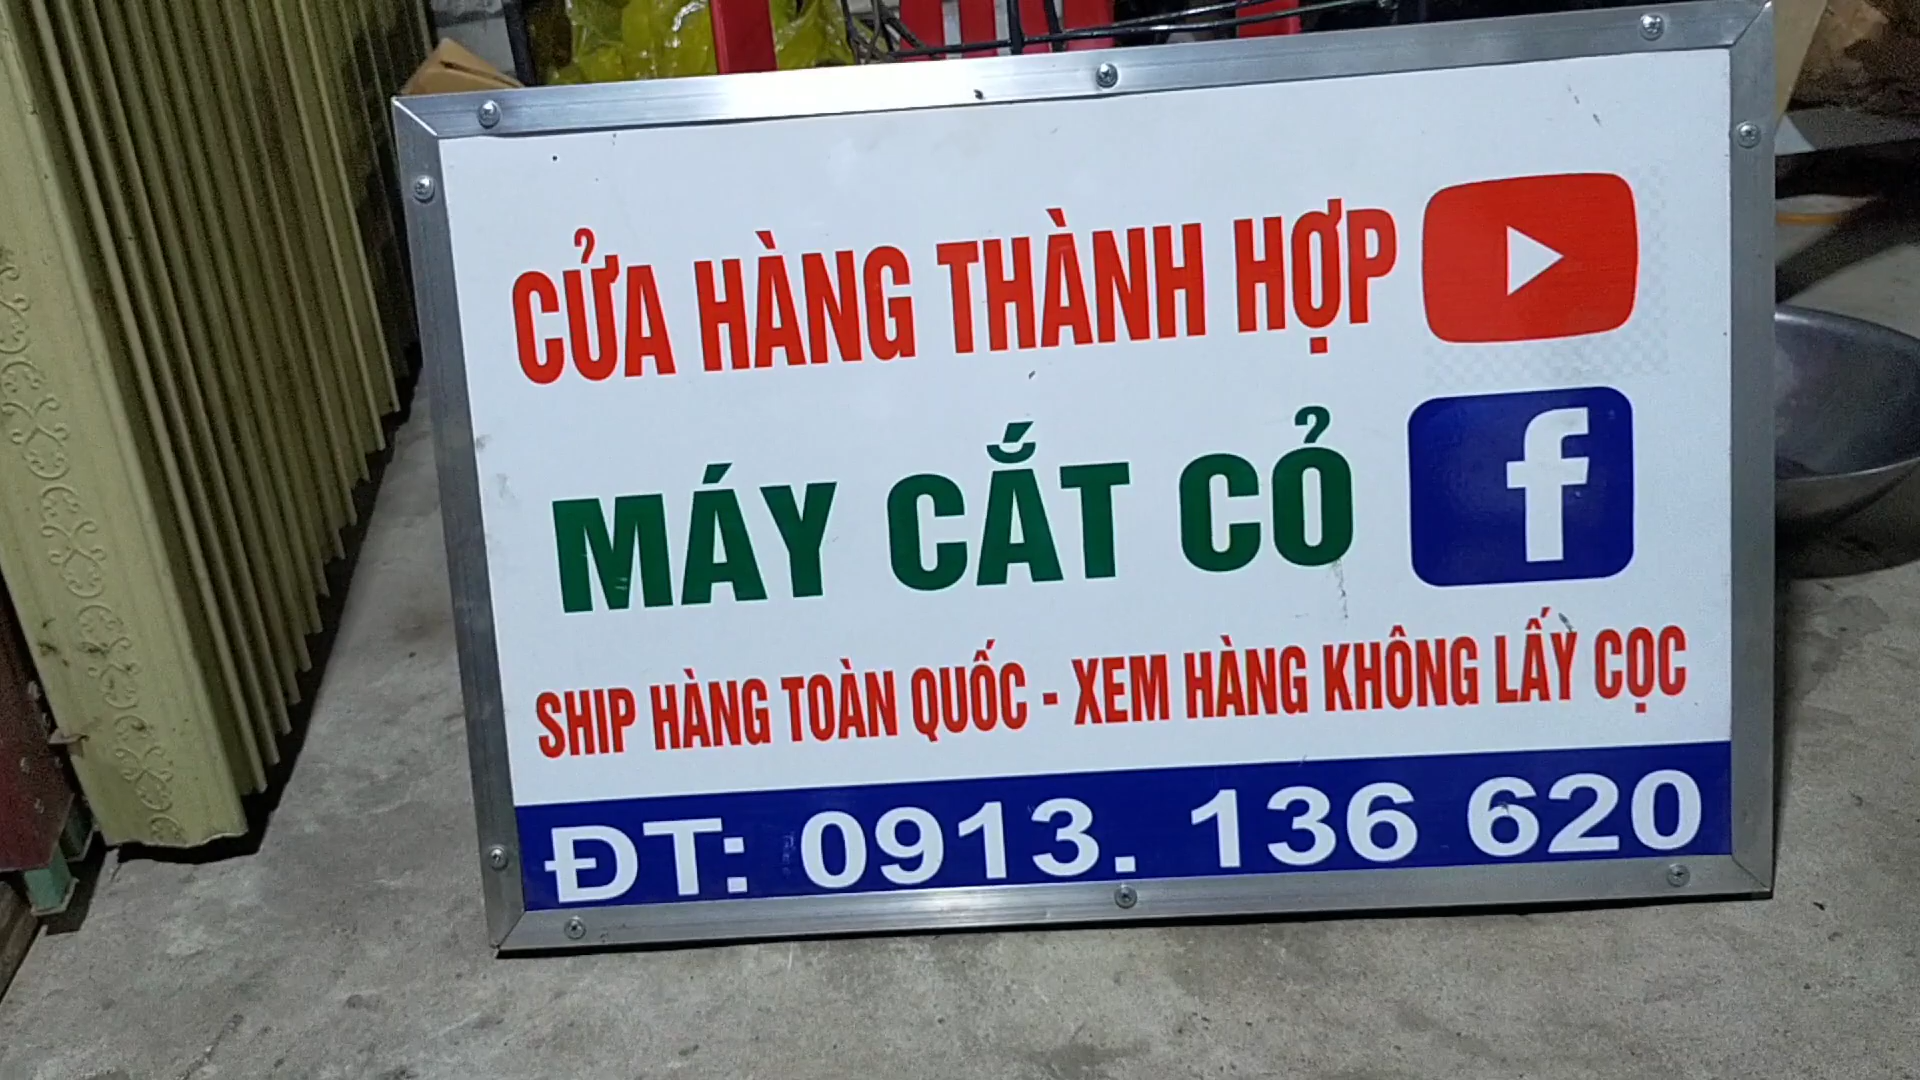 CỬA HÀNG THÀNH HỢP
MÁY CẮT CỎ
f
SHIP HÀNG TOÀN QUỐC - XEM HÀNG KHÔNG LẤY CỌC
ĐT: 0913. 136 620